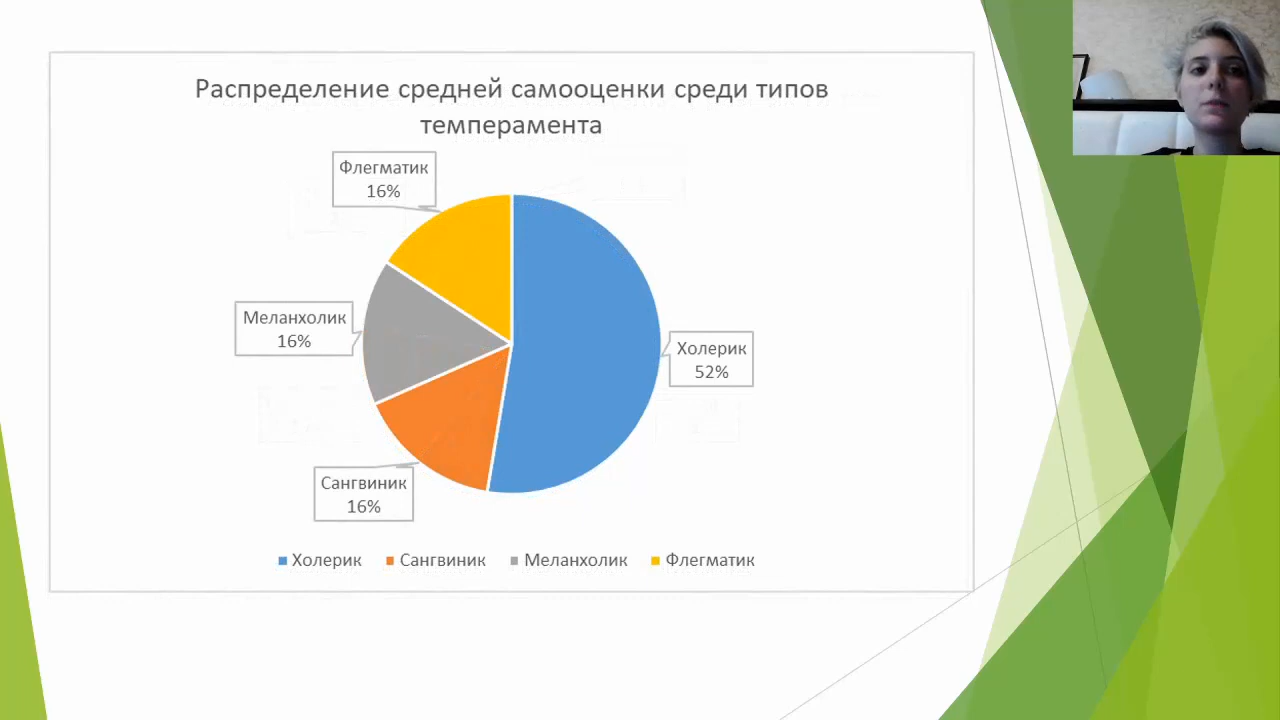 Распределение средней самооценки среди типов
темперамента
Флегматик
16%
Меланхолик
16%
Холерик
52%
Сангвиник
16%
Холерик Сангвиник Меланхолик Флегматик